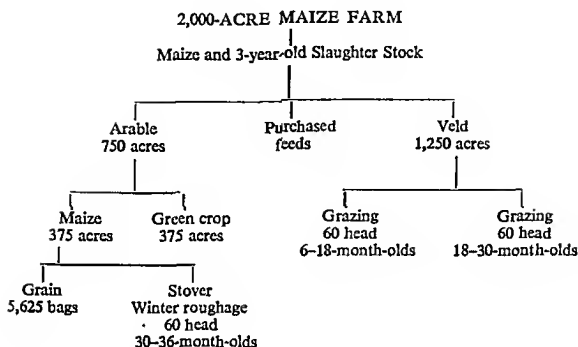 2,000-ACRE MAIZE FARM
Maize and 3-year-old Slaughter Stock
Arable
750 acres
Purchased
feeds
Veld
1,250 acres
Maize
375 acres
Green crop
375 acres
Grazing
60 head
6–18-month-olds
Grazing
60 head
18–30-month-olds
Grain
5,625 bags
Stover
Winter roughage
60 head
30–36-month-olds